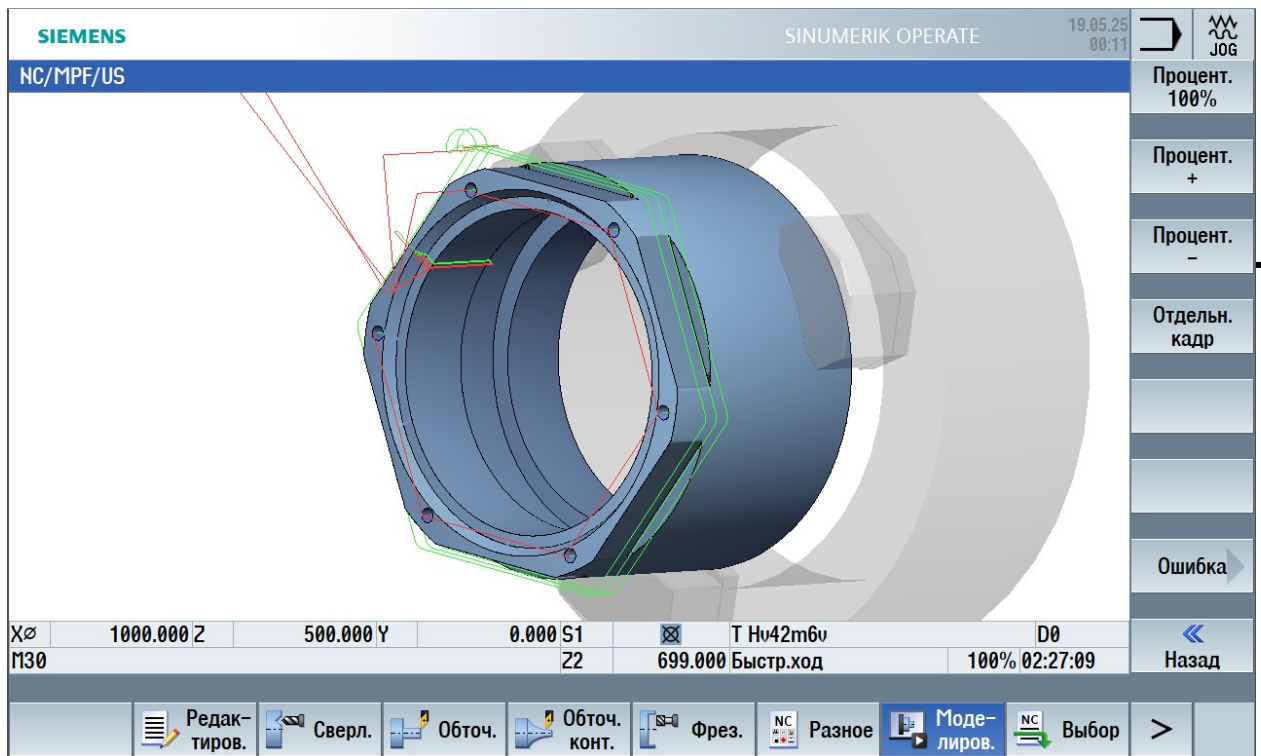 SIEMENS
SINUMERIK OPERATE
19.05.25
00:11
JOG
NC/MPF/US
Процент.
100%
Процент.
+
Процент.
–
Отдельн.
кадр
Ошибка
Назад
X⌀ 1000.000 Z 500.000 Y 0.000 S1 T Hv42m6v D0
M30 Z2 699.000 Быстр.ход 100% 02:27:09
Редак-
тиров.
Сверл.
Обточ.
Обточ.
конт.
Фрез.
NC
Разное
Моде-
лиров.
NC
Выбор
>